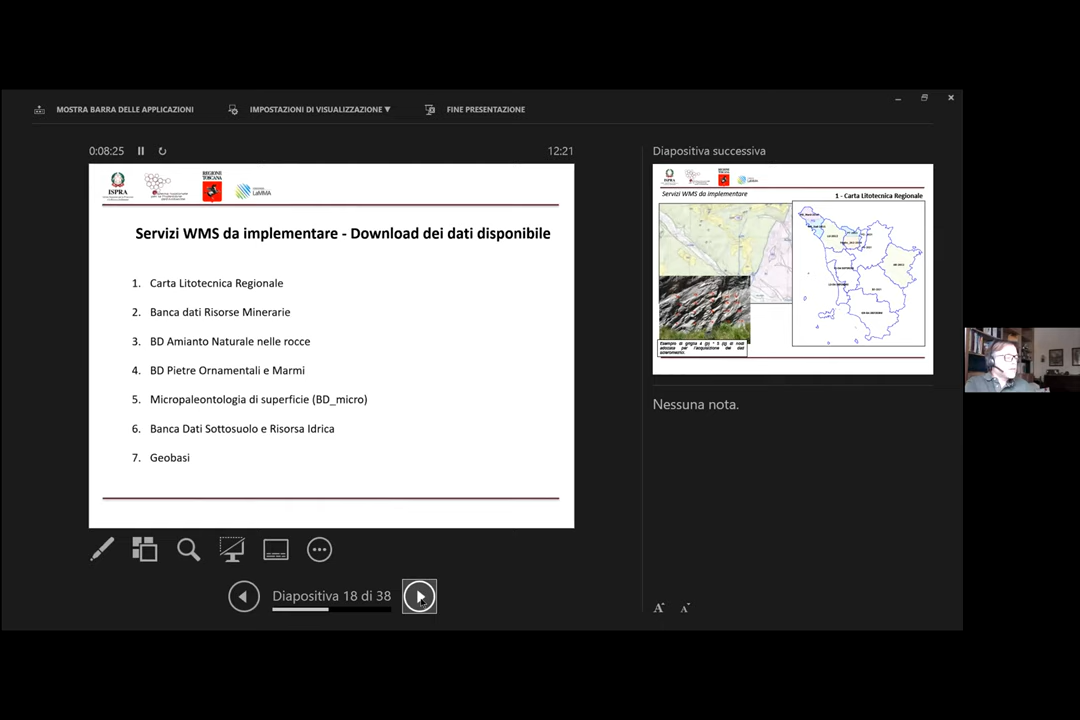 MOSTRA BARRA DELLE APPLICAZIONI
IMPOSTAZIONI DI VISUALIZZAZIONE ▼
FINE PRESENTAZIONE
0:08:25
12:21
ISPRA
REGIONE
TOSCANA
LaMMA
Servizi WMS da implementare - Download dei dati disponibile
1. Carta Litotecnica Regionale
2. Banca dati Risorse Minerarie
3. BD Amianto Naturale nelle rocce
4. BD Pietre Ornamentali e Marmi
5. Micropaleontologia di superficie (BD_micro)
6. Banca Dati Sottosuolo e Risorsa Idrica
7. Geobasi
Diapositiva 18 di 38
Diapositiva successiva
Servizi WMS da implementare
1 - Carta Litotecnica Regionale
Nessuna nota.